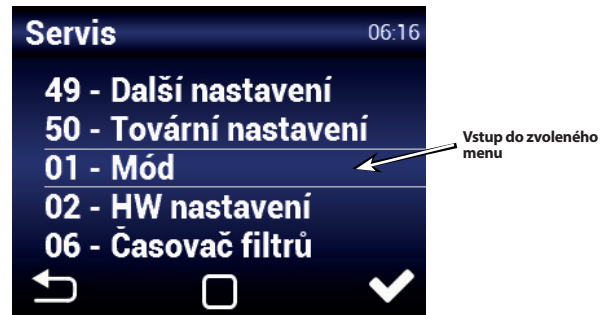 Servis 06:16
49 - Další nastavení
50 - Tovární nastavení
01 - Mód
02 - HW nastavení
06 - Časovač filtrů
Vstup do zvoleného
menu